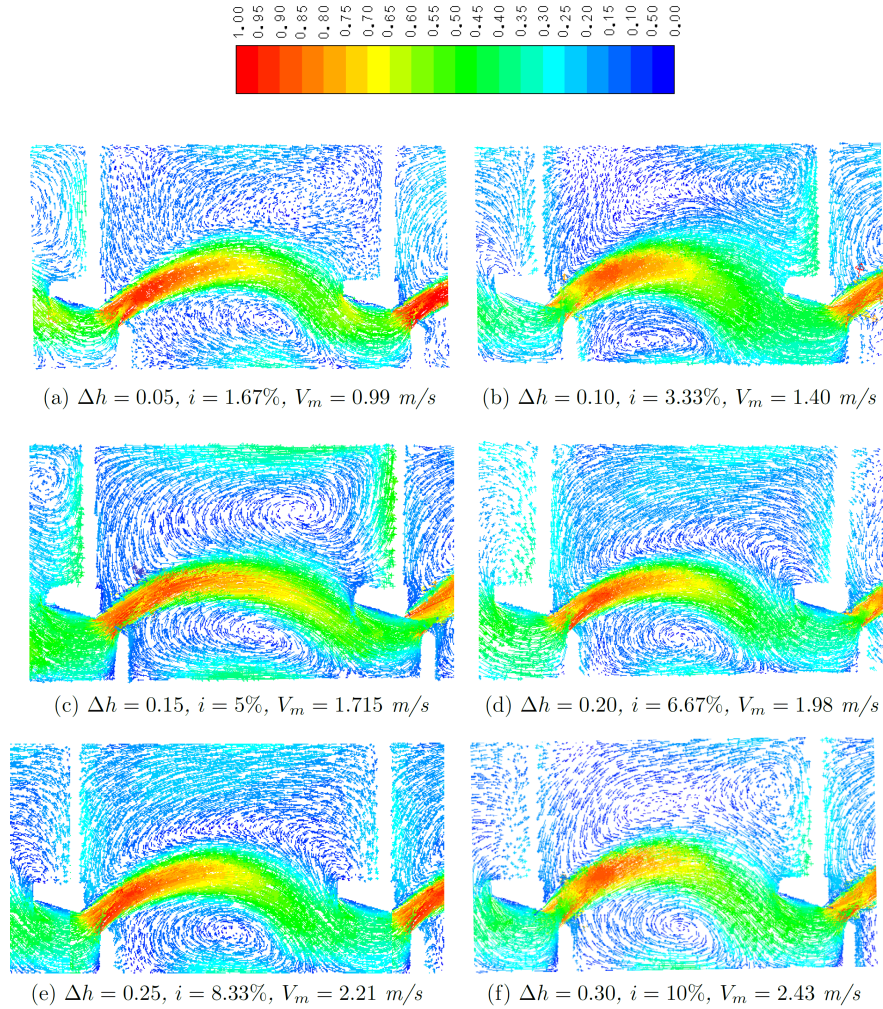 1.00 0.95 0.85 0.80 0.75 0.70 0.65 0.60 0.55 0.50 0.45 0.40 0.35 0.30 0.25 0.20 0.15 0.10 0.50 0.00
(a) Δh = 0.05, i = 1.67%, V_m = 0.99 m/s
(b) Δh = 0.10, i = 3.33%, V_m = 1.40 m/s
(c) Δh = 0.15, i = 5%, V_m = 1.715 m/s
(d) Δh = 0.20, i = 6.67%, V_m = 1.98 m/s
(e) Δh = 0.25, i = 8.33%, V_m = 2.21 m/s
(f) Δh = 0.30, i = 10%, V_m = 2.43 m/s